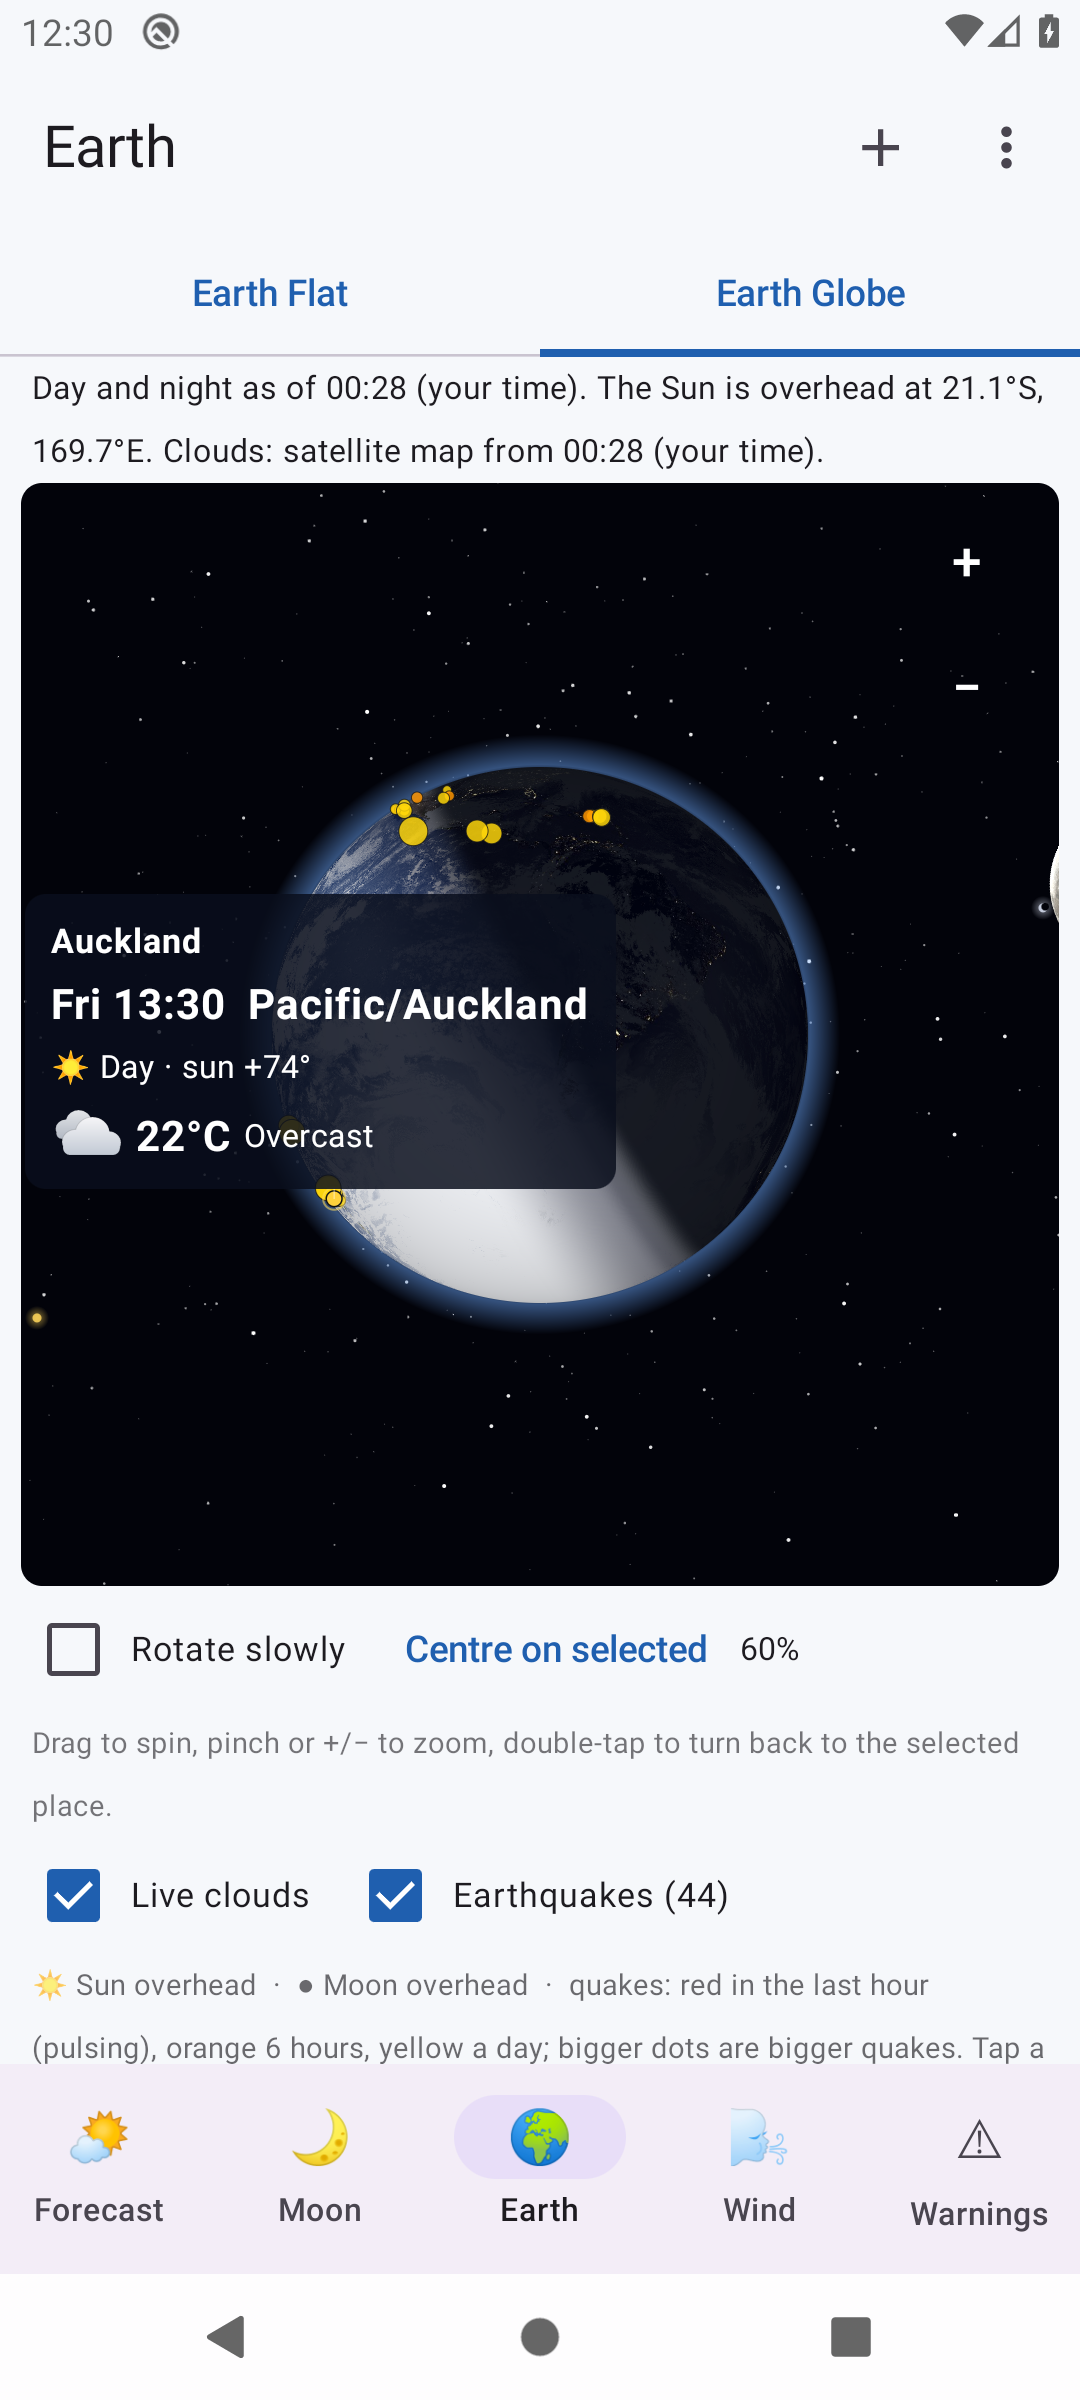 12:30
Earth
Earth Flat
Earth Globe
Day and night as of 00:28 (your time). The Sun is overhead at 21.1°S,
169.7°E. Clouds: satellite map from 00:28 (your time).
+
−
Auckland
Fri 13:30 Pacific/Auckland
Day · sun +74°
22°C Overcast
Rotate slowly
Centre on selected
60%
Drag to spin, pinch or +/− to zoom, double-tap to turn back to the selected
place.
Live clouds
Earthquakes (44)
☀️ Sun overhead · ● Moon overhead · quakes: red in the last hour
(pulsing), orange 6 hours, yellow a day; bigger dots are bigger quakes. Tap a
Forecast
Moon
Earth
Wind
Warnings